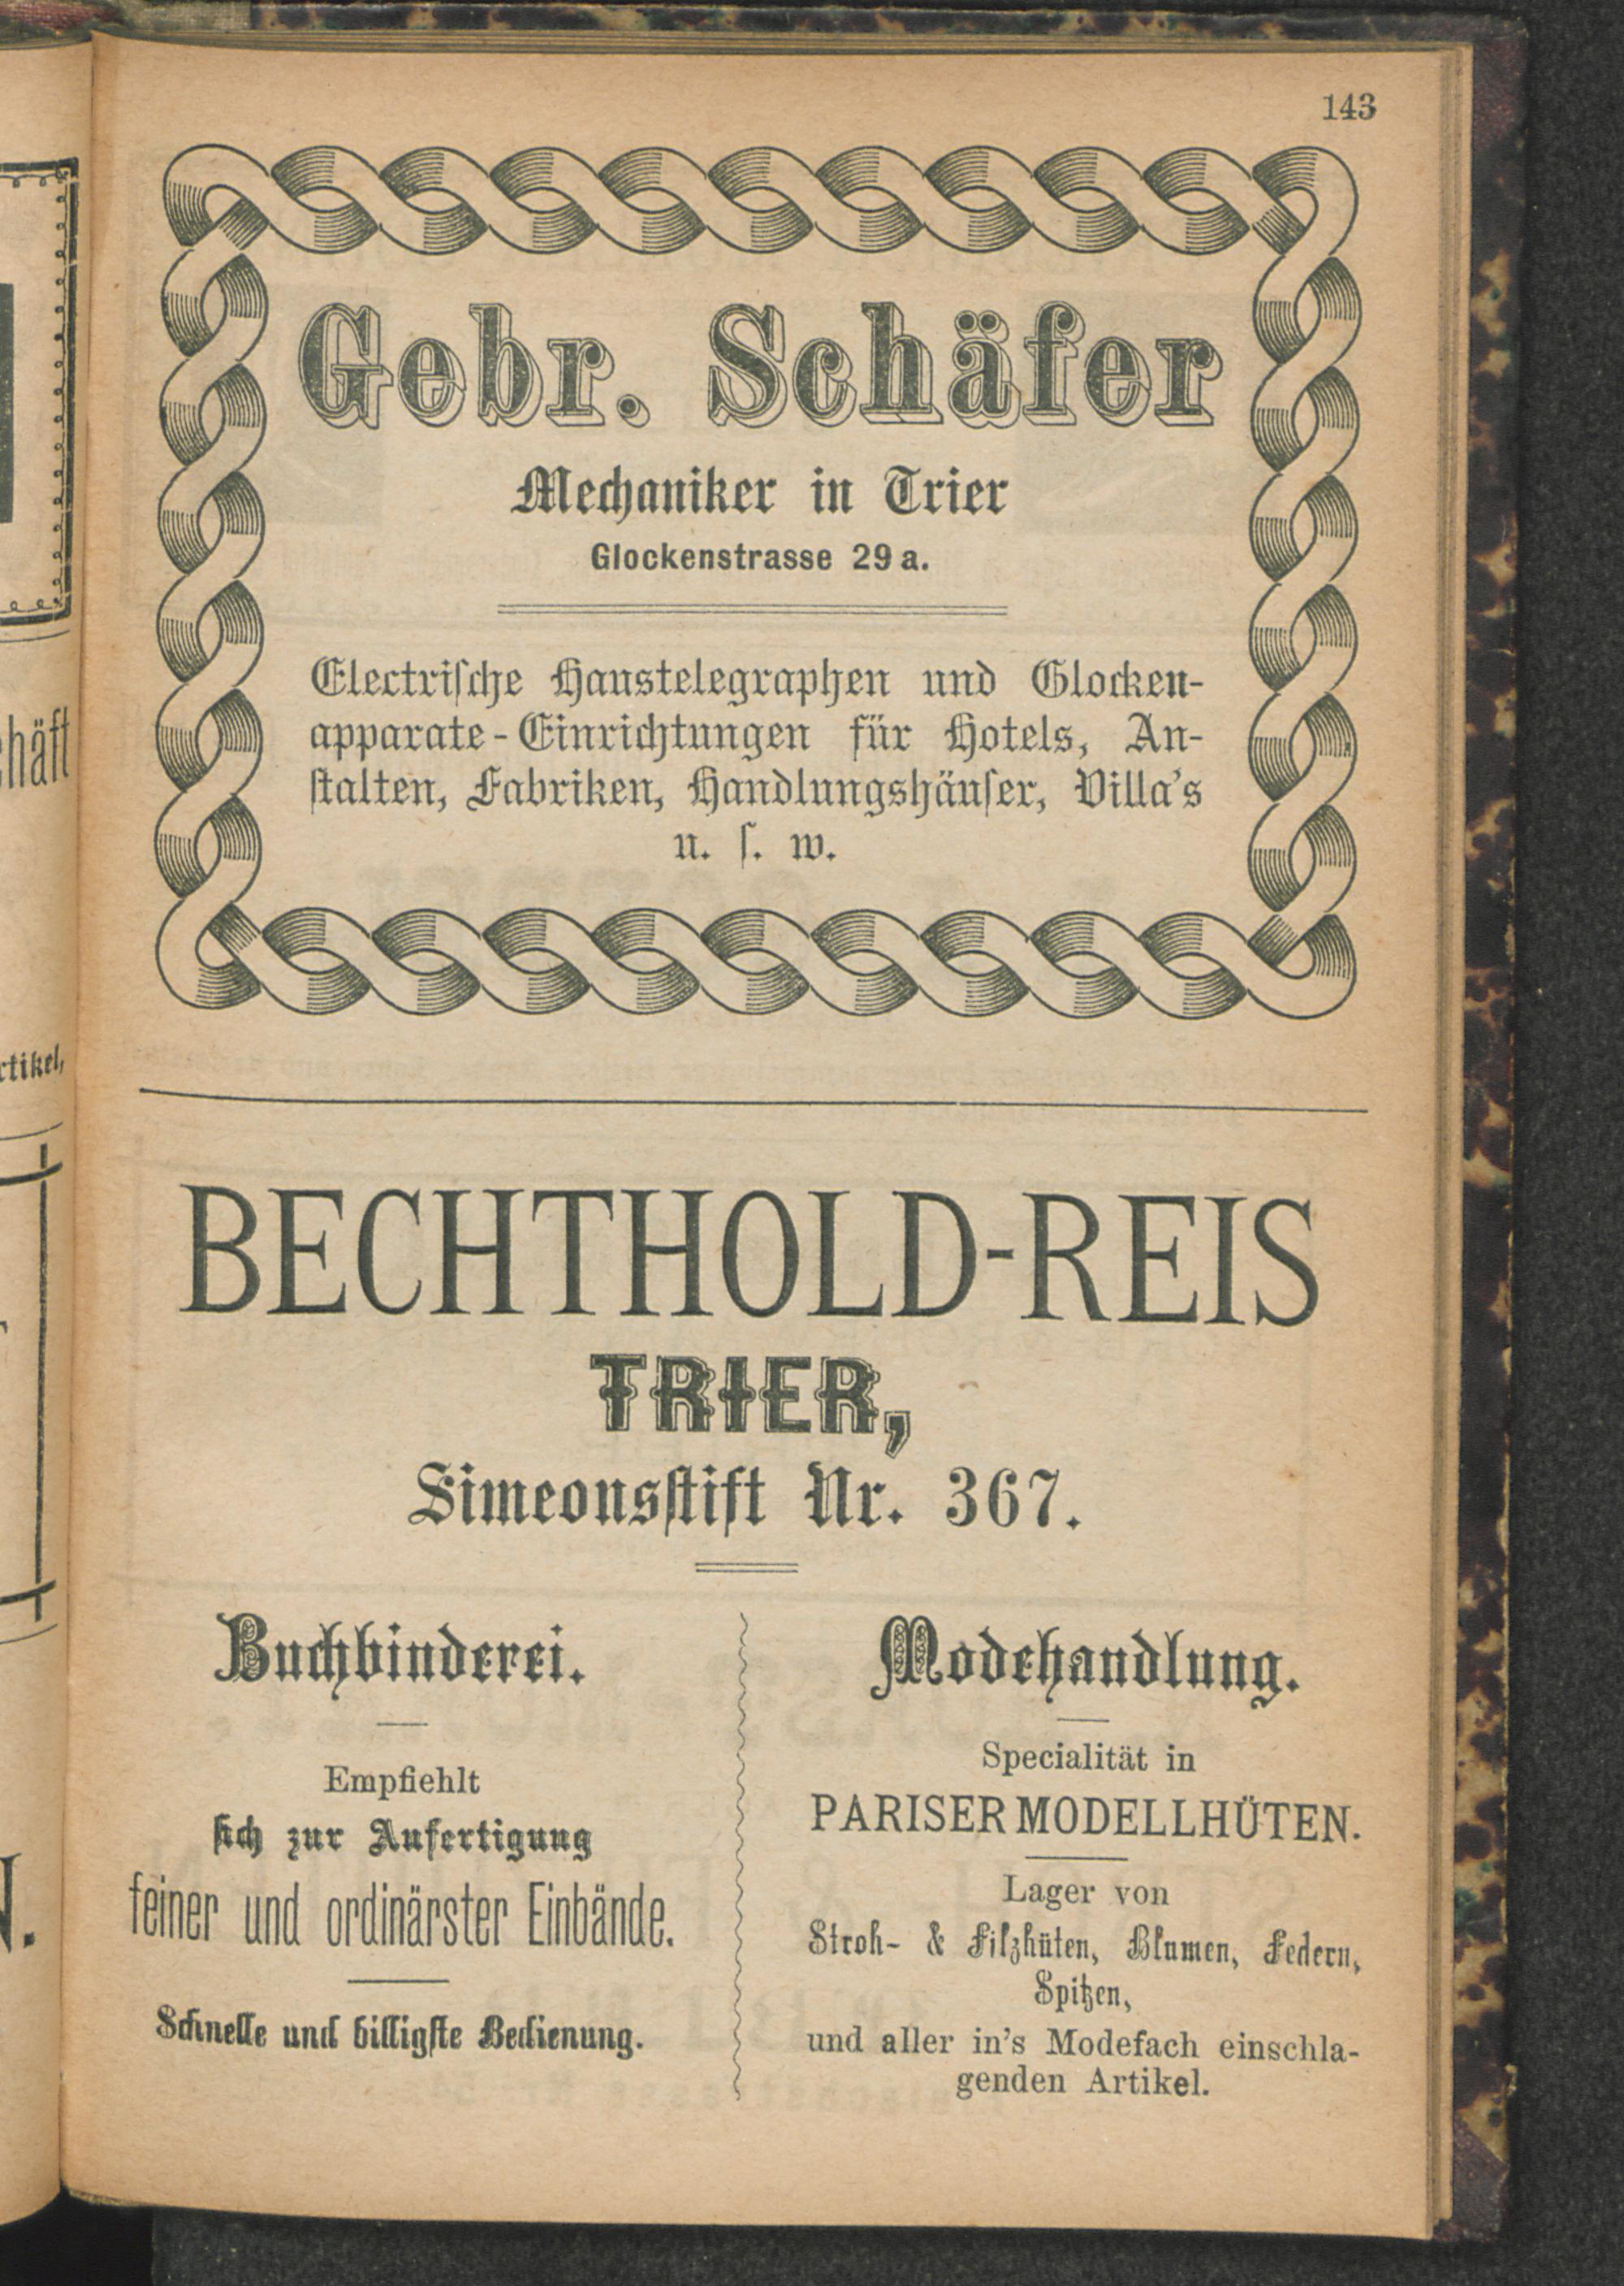 143
Gebr. Schäfer
Mechaniker in Trier
Glockenstrasse 29 a.
Electrische Haustelegraphen und Glocken-
apparate-Einrichtungen für Hotels, An-
stalten, Fabriken, Handlungshäuser, Villa's
u. s. w.
BECHTHOLD-REIS
TRIER,
Simeonsstift Nr. 367.
Buchbinderei.
Empfiehlt
sich zur Anfertigung
feiner und ordinärster Einbände.
Schnelle und billigste Bedienung.
Modehandlung.
Specialität in
PARISER MODELLHÜTEN.
Lager von
Stroh- & Filzhüten, Blumen, Federn,
Spitzen,
und aller in's Modefach einschla-
genden Artikel.